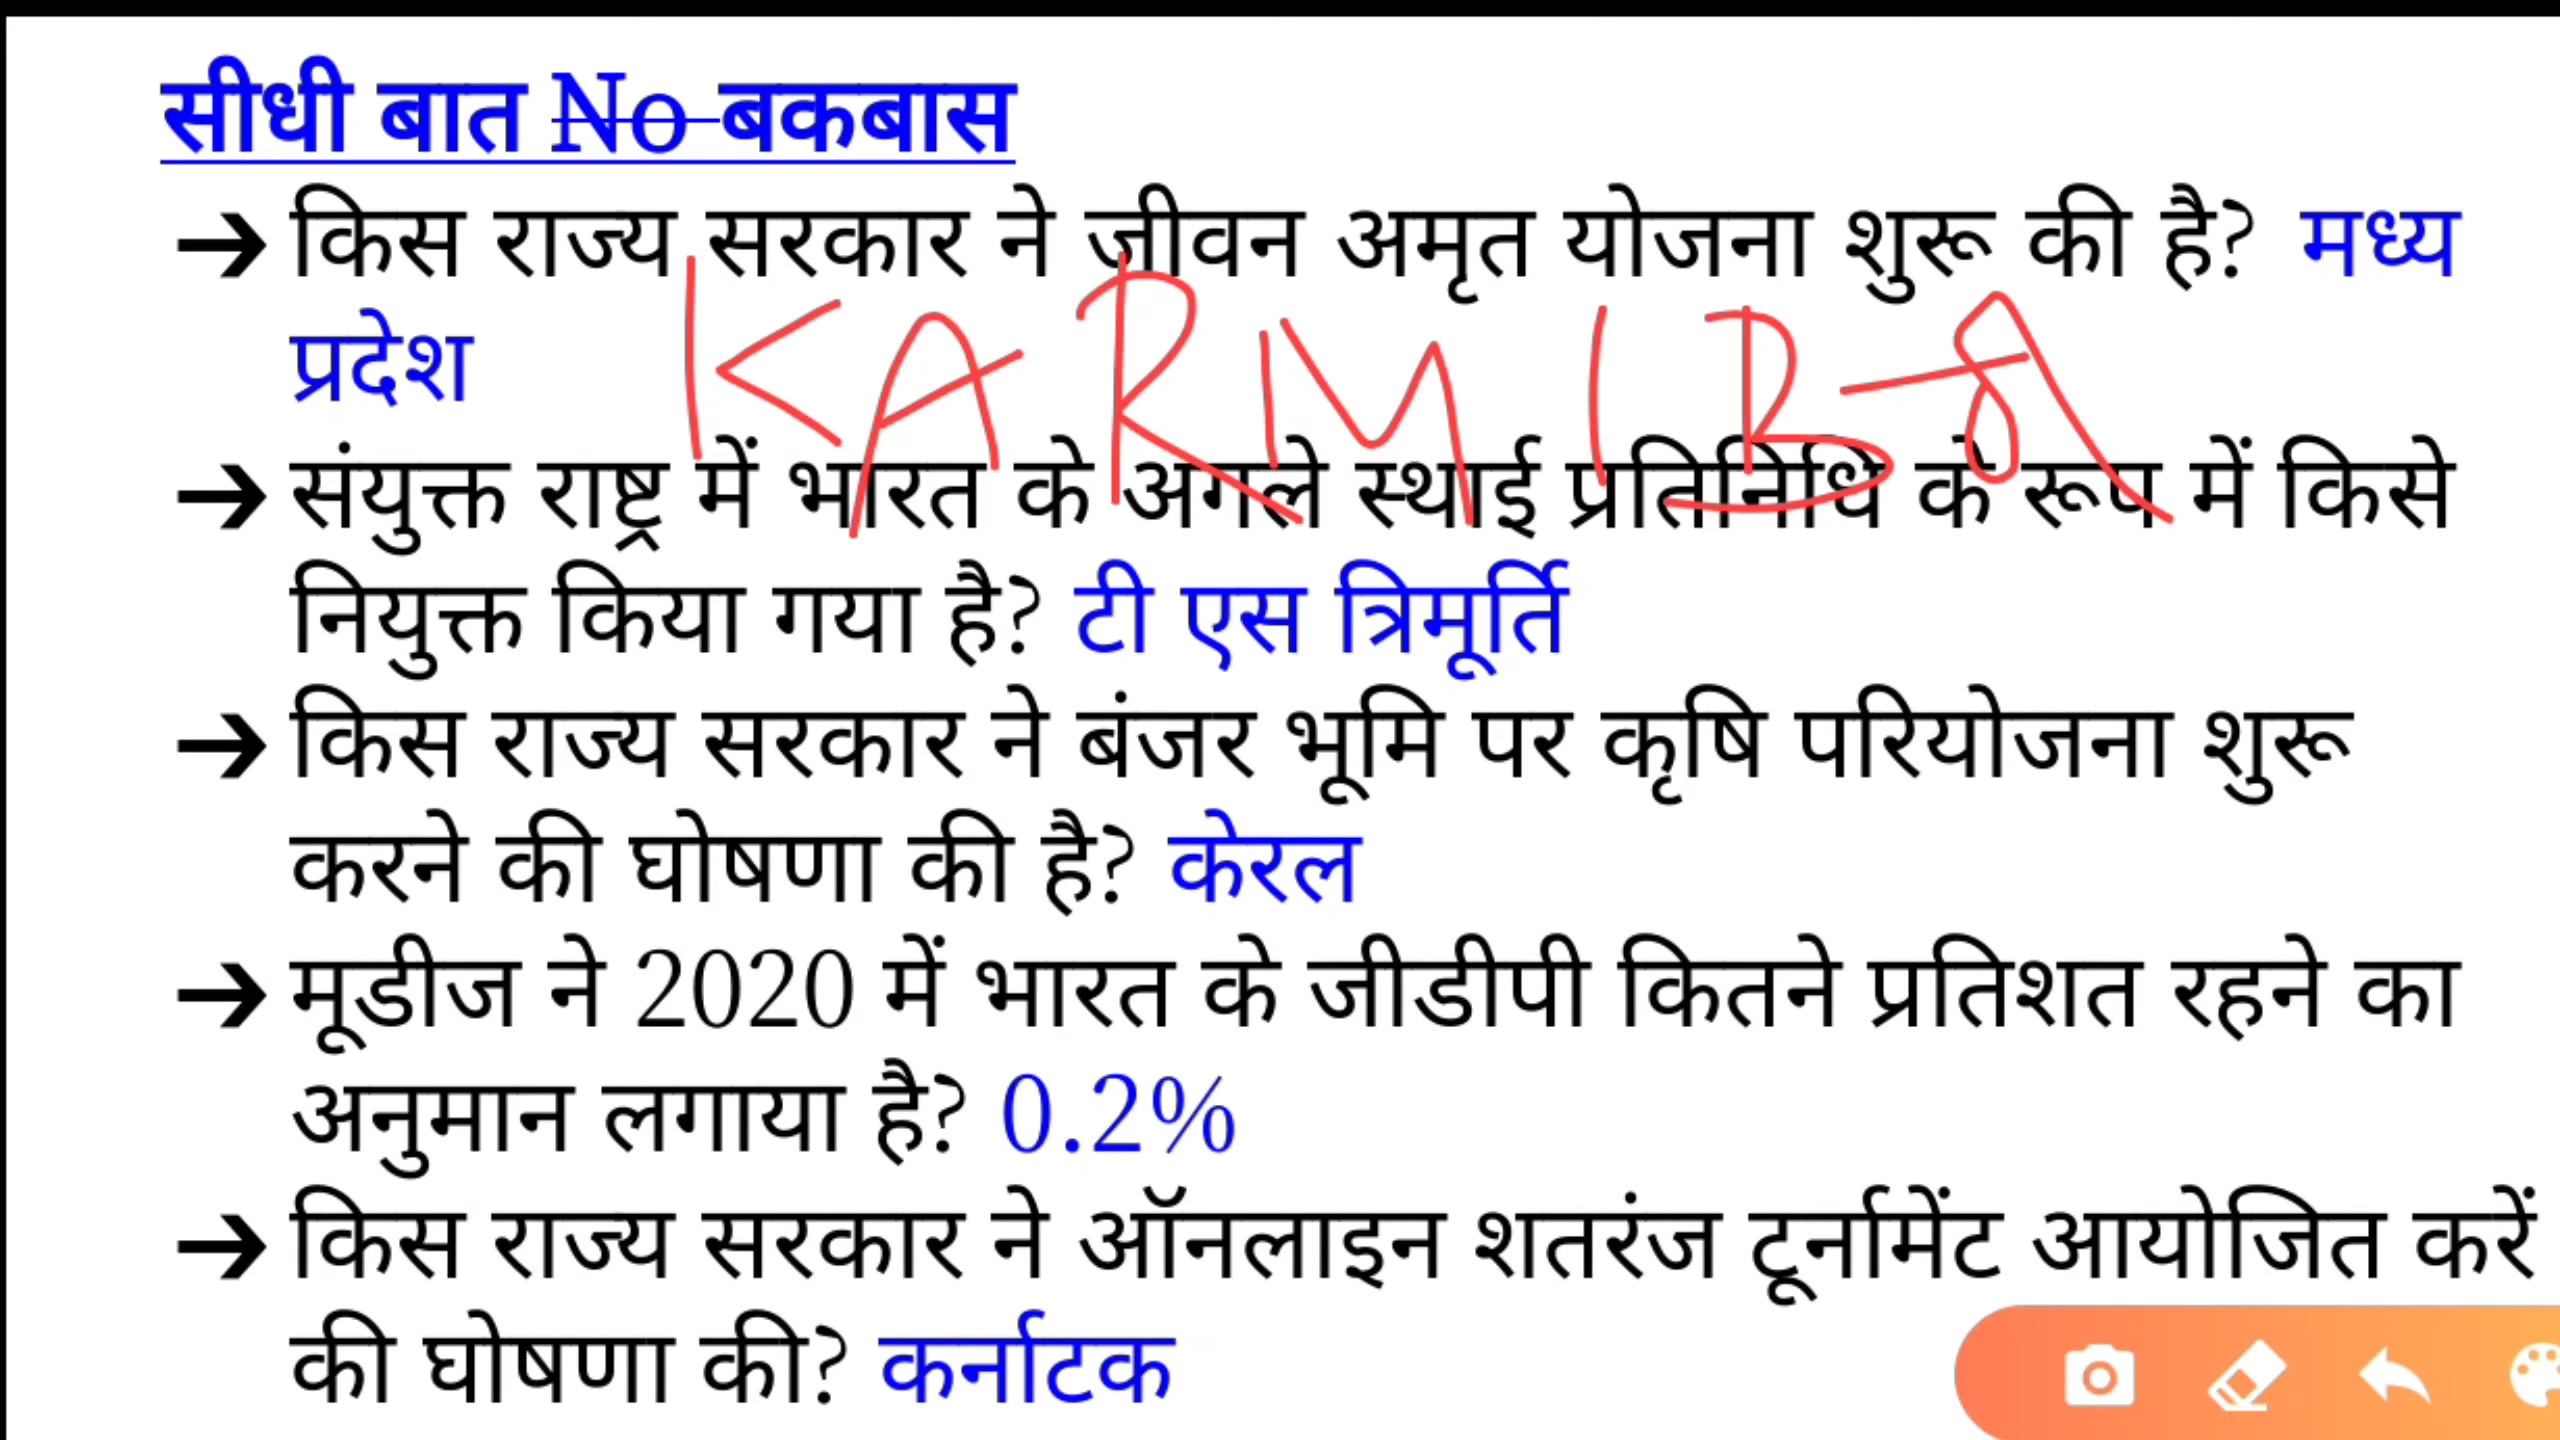 सीधी बात No बकबास
➔ किस राज्य सरकार ने जीवन अमृत योजना शुरू की है? मध्य
प्रदेश
KARMIBA
➔ संयुक्त राष्ट्र में भारत के अगले स्थाई प्रतिनिधि के रूप में किसे
नियुक्त किया गया है? टी एस त्रिमूर्ति
➔ किस राज्य सरकार ने बंजर भूमि पर कृषि परियोजना शुरू
करने की घोषणा की है? केरल
➔ मूडीज ने 2020 में भारत के जीडीपी कितने प्रतिशत रहने का
अनुमान लगाया है? 0.2%
➔ किस राज्य सरकार ने ऑनलाइन शतरंज टूर्नामेंट आयोजित करें
की घोषणा की? कर्नाटक